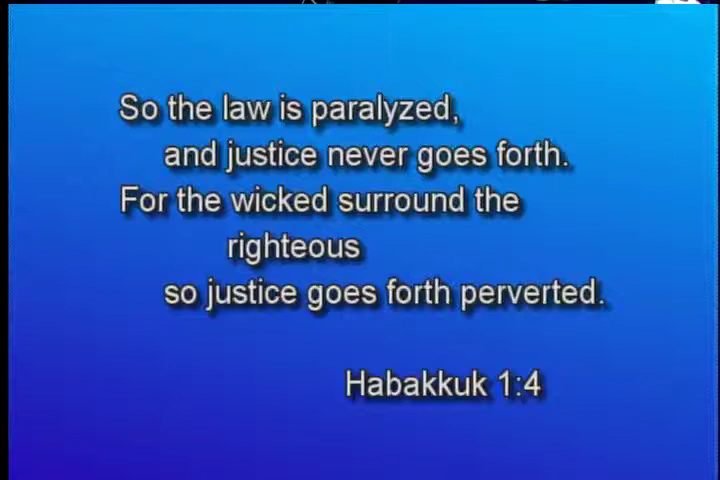 So the law is paralyzed,
and justice never goes forth.
For the wicked surround the
righteous
so justice goes forth perverted.
Habakkuk 1:4